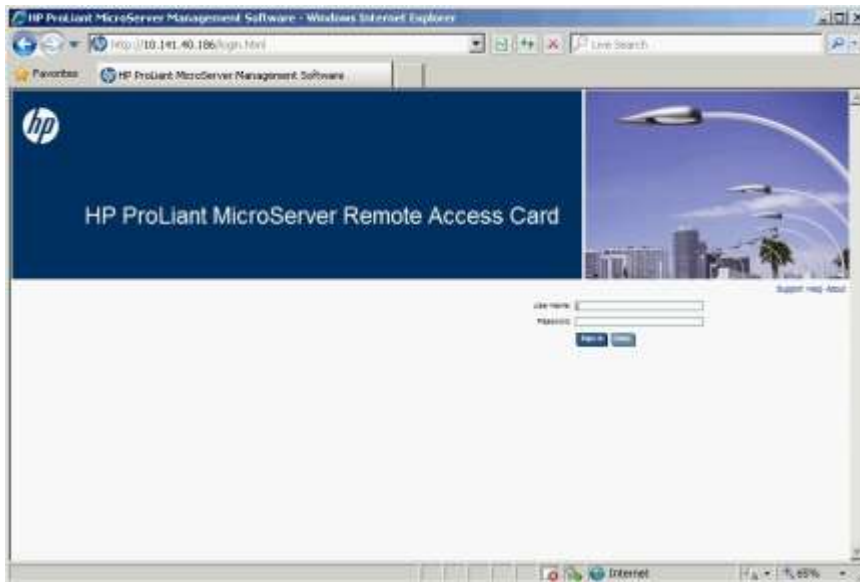 HP ProLiant MicroServer Management Software - Windows Internet Explorer
http://10.141.40.186/login.html
Live Search
Favorites
HP ProLiant MicroServer Management Software
hp
HP ProLiant MicroServer Remote Access Card
Support Help About
User Name:
Password:
Sign In
Internet
65%